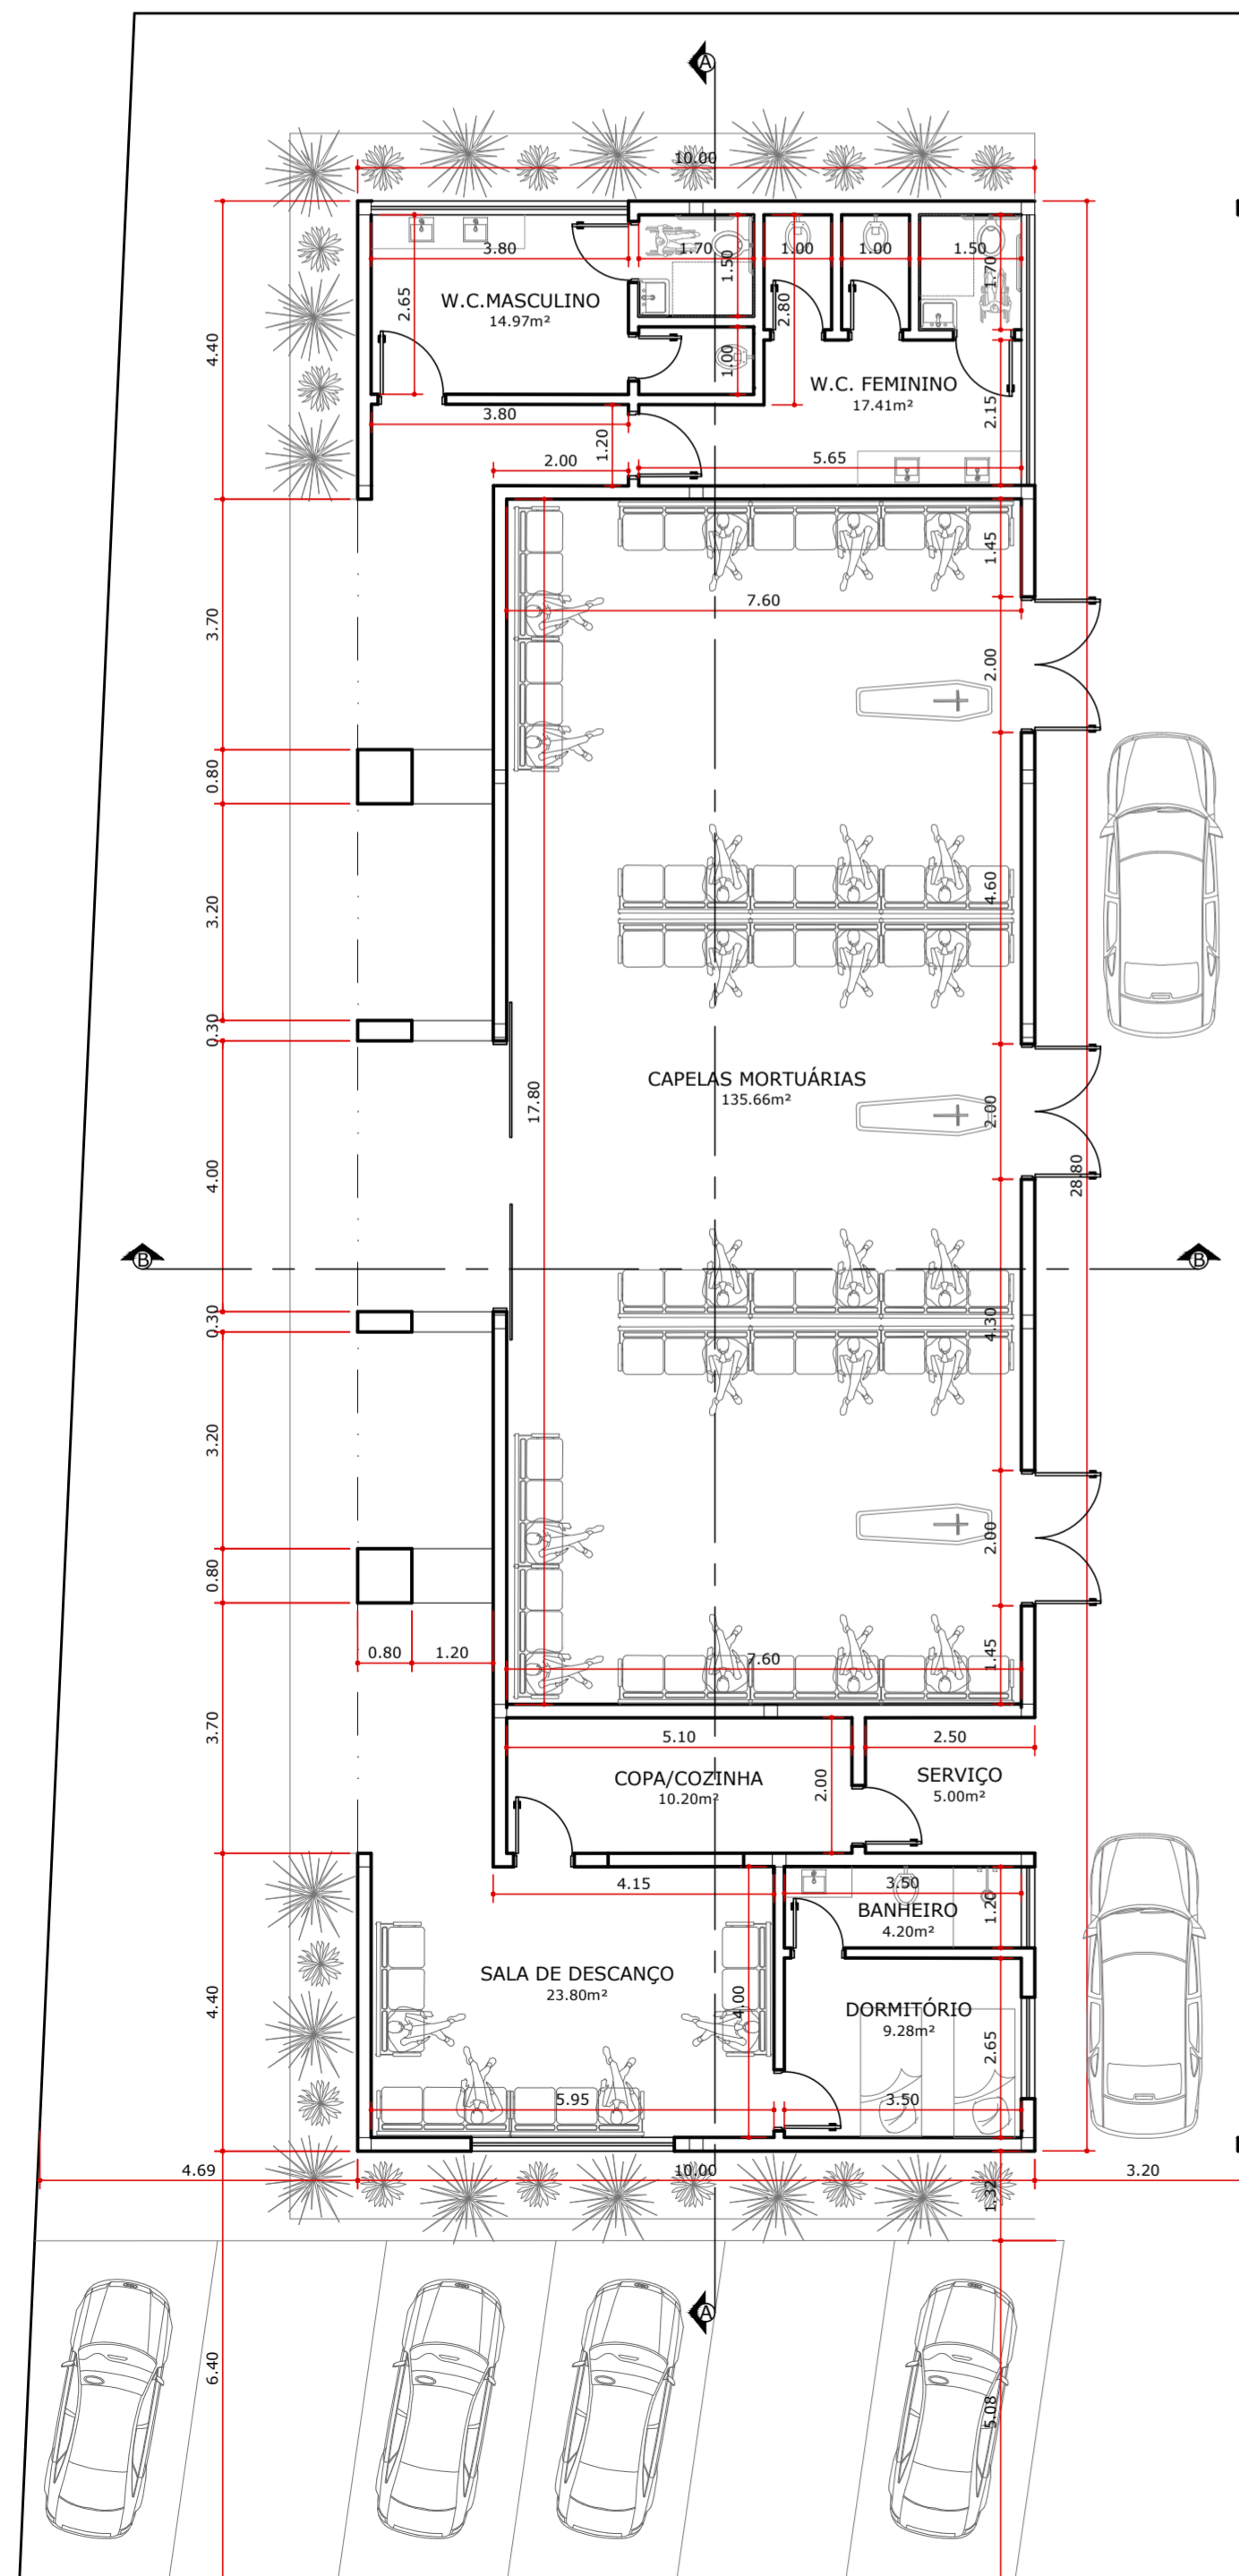 A
10.00
3.80
1.70
1.00
1.00
1.50
1.50
1.70
2.65
2.80
W.C.MASCULINO
14.97m²
4.40
1.00
W.C. FEMININO
17.41m²
2.15
3.80
1.20
2.00
5.65
1.45
7.60
3.70
2.00
0.80
4.60
3.20
0.30
CAPELAS MORTUÁRIAS
135.66m²
17.80
2.00
4.00
28.80
B
B
0.30
4.30
3.20
2.00
0.80
0.80
1.20
7.60
1.45
3.70
5.10
2.50
COPA/COZINHA
10.20m²
2.00
SERVIÇO
5.00m²
4.15
3.50
BANHEIRO
4.20m²
1.20
SALA DE DESCANÇO
23.80m²
4.00
4.40
DORMITÓRIO
9.28m²
2.65
5.95
3.50
4.69
10.00
3.20
1.32
A
6.40
5.08